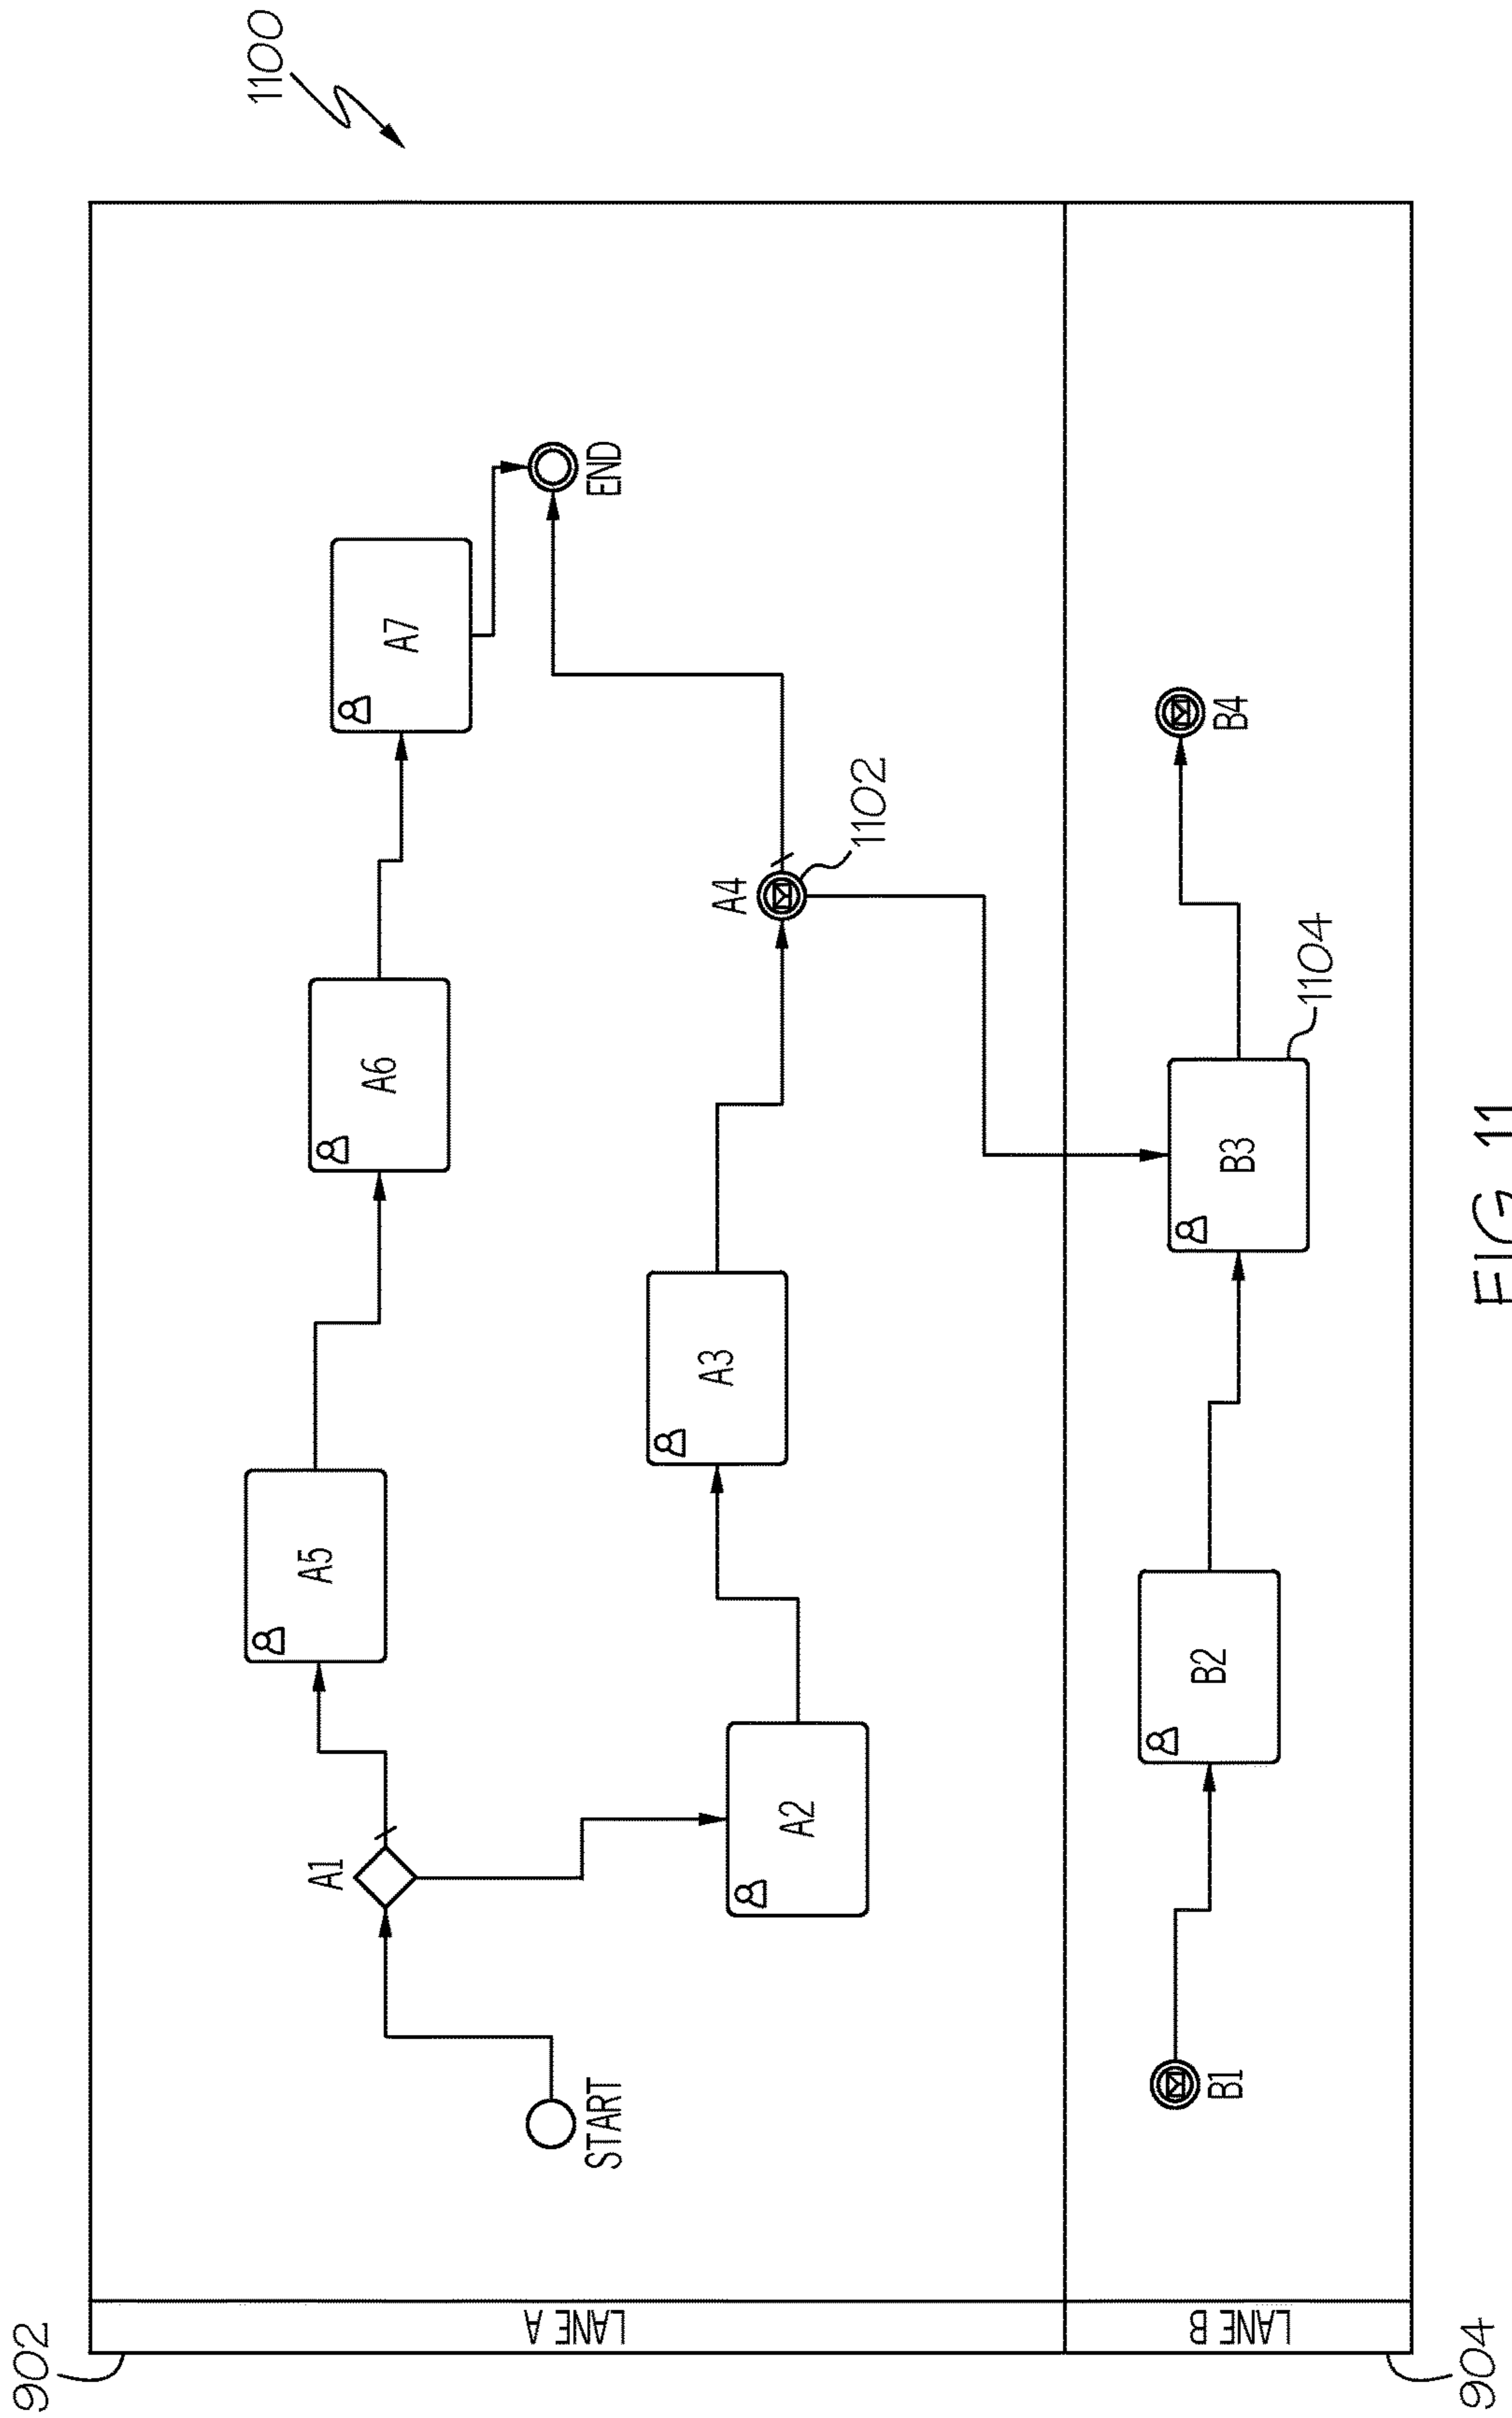 1100
902
LANE A
START
A1
A5
A6
A7
END
A2
A3
A4
1102
LANE B
904
B1
B2
B3
1104
B4
FIG. 11